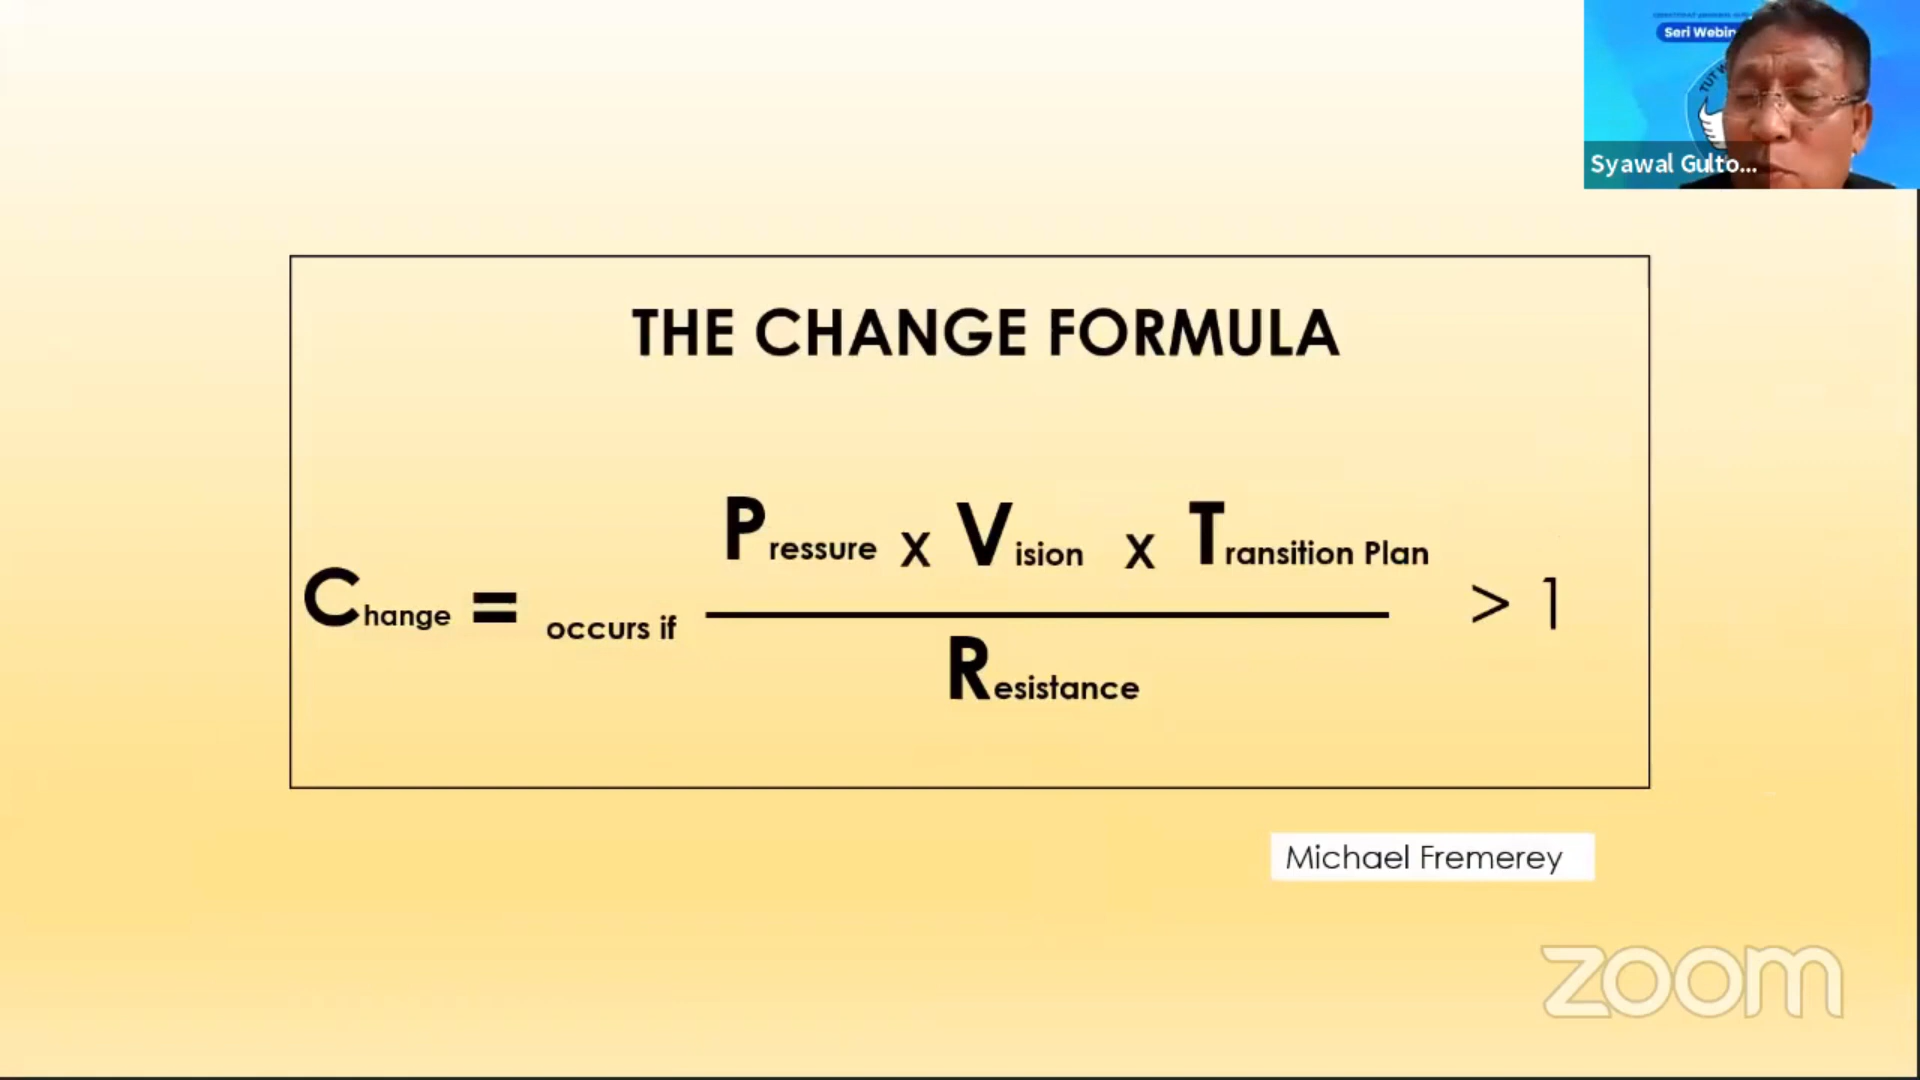 Seri Webin
TUT W
Syawal Gulto...
THE CHANGE FORMULA
Pressure x Vision x Transition Plan
Change = occurs if > 1
Resistance
Michael Fremerey
zoom